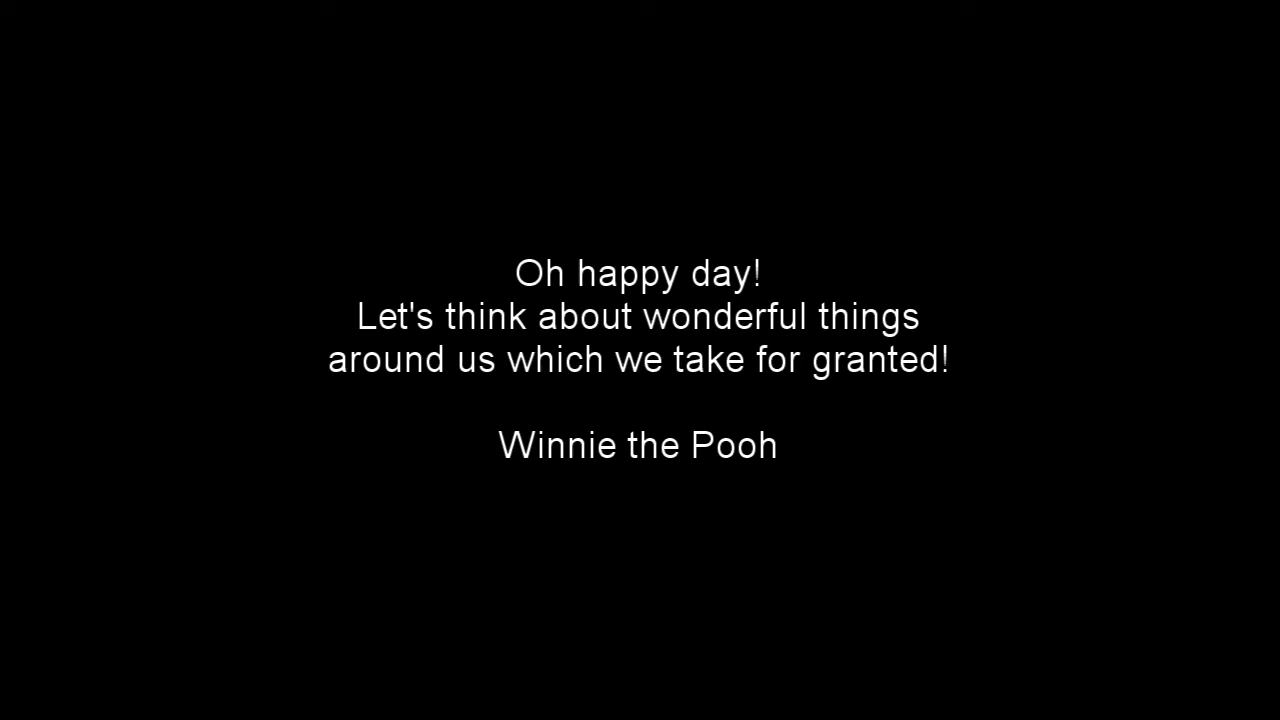 Oh happy day!
Let's think about wonderful things
around us which we take for granted!
Winnie the Pooh